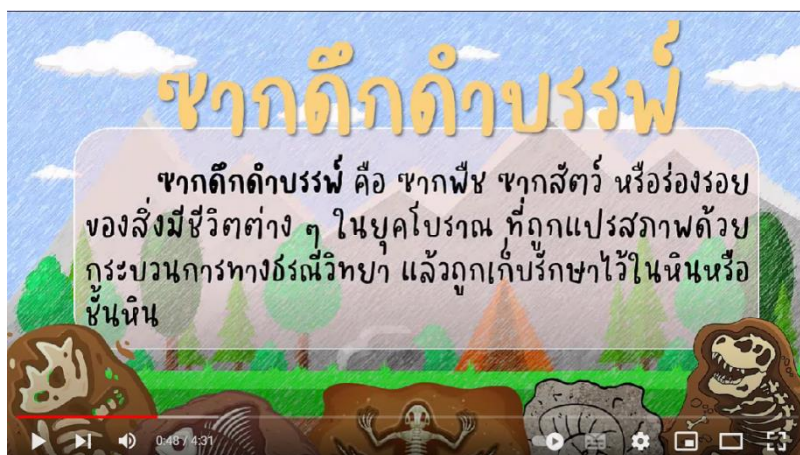 ซากดึกดำบรรพ์
ซากดึกดำบรรพ์ คือ ซากพืช ซากสัตว์ หรือร่องรอย
ของสิ่งมีชีวิตต่าง ๆ ในยุคโบราณ ที่ถูกแปรสภาพด้วย
กระบวนการทางธรณีวิทยา แล้วถูกเก็บรักษาไว้ในหินหรือ
ชั้นหิน
0:48 / 4:31